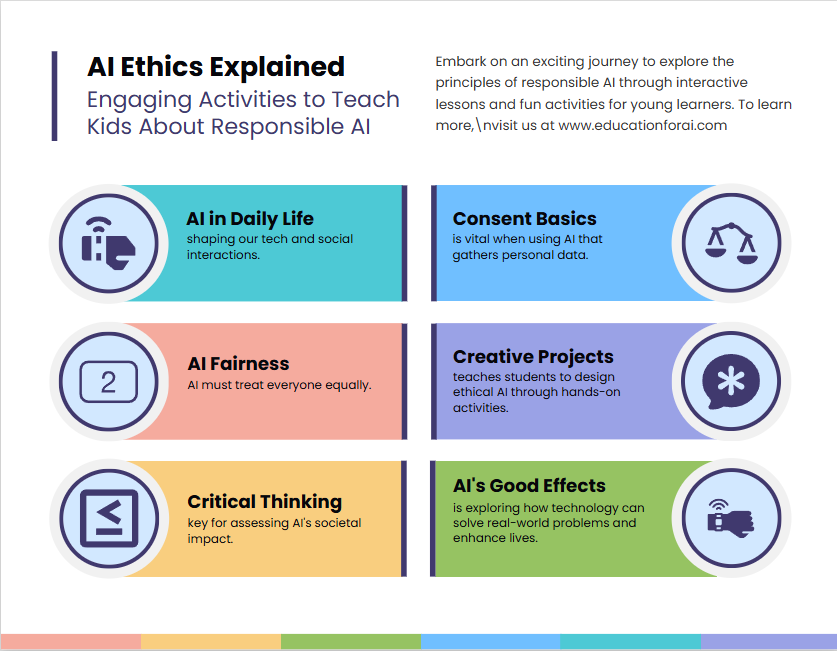 AI Ethics Explained
Engaging Activities to Teach
Kids About Responsible AI
Embark on an exciting journey to explore the
principles of responsible AI through interactive
lessons and fun activities for young learners. To learn
more,\nvisit us at www.educationforai.com
AI in Daily Life
shaping our tech and social
interactions.
Consent Basics
is vital when using AI that
gathers personal data.
2
AI Fairness
AI must treat everyone equally.
Creative Projects
teaches students to design
ethical AI through hands-on
activities.
Critical Thinking
key for assessing AI's societal
impact.
AI's Good Effects
is exploring how technology can
solve real-world problems and
enhance lives.